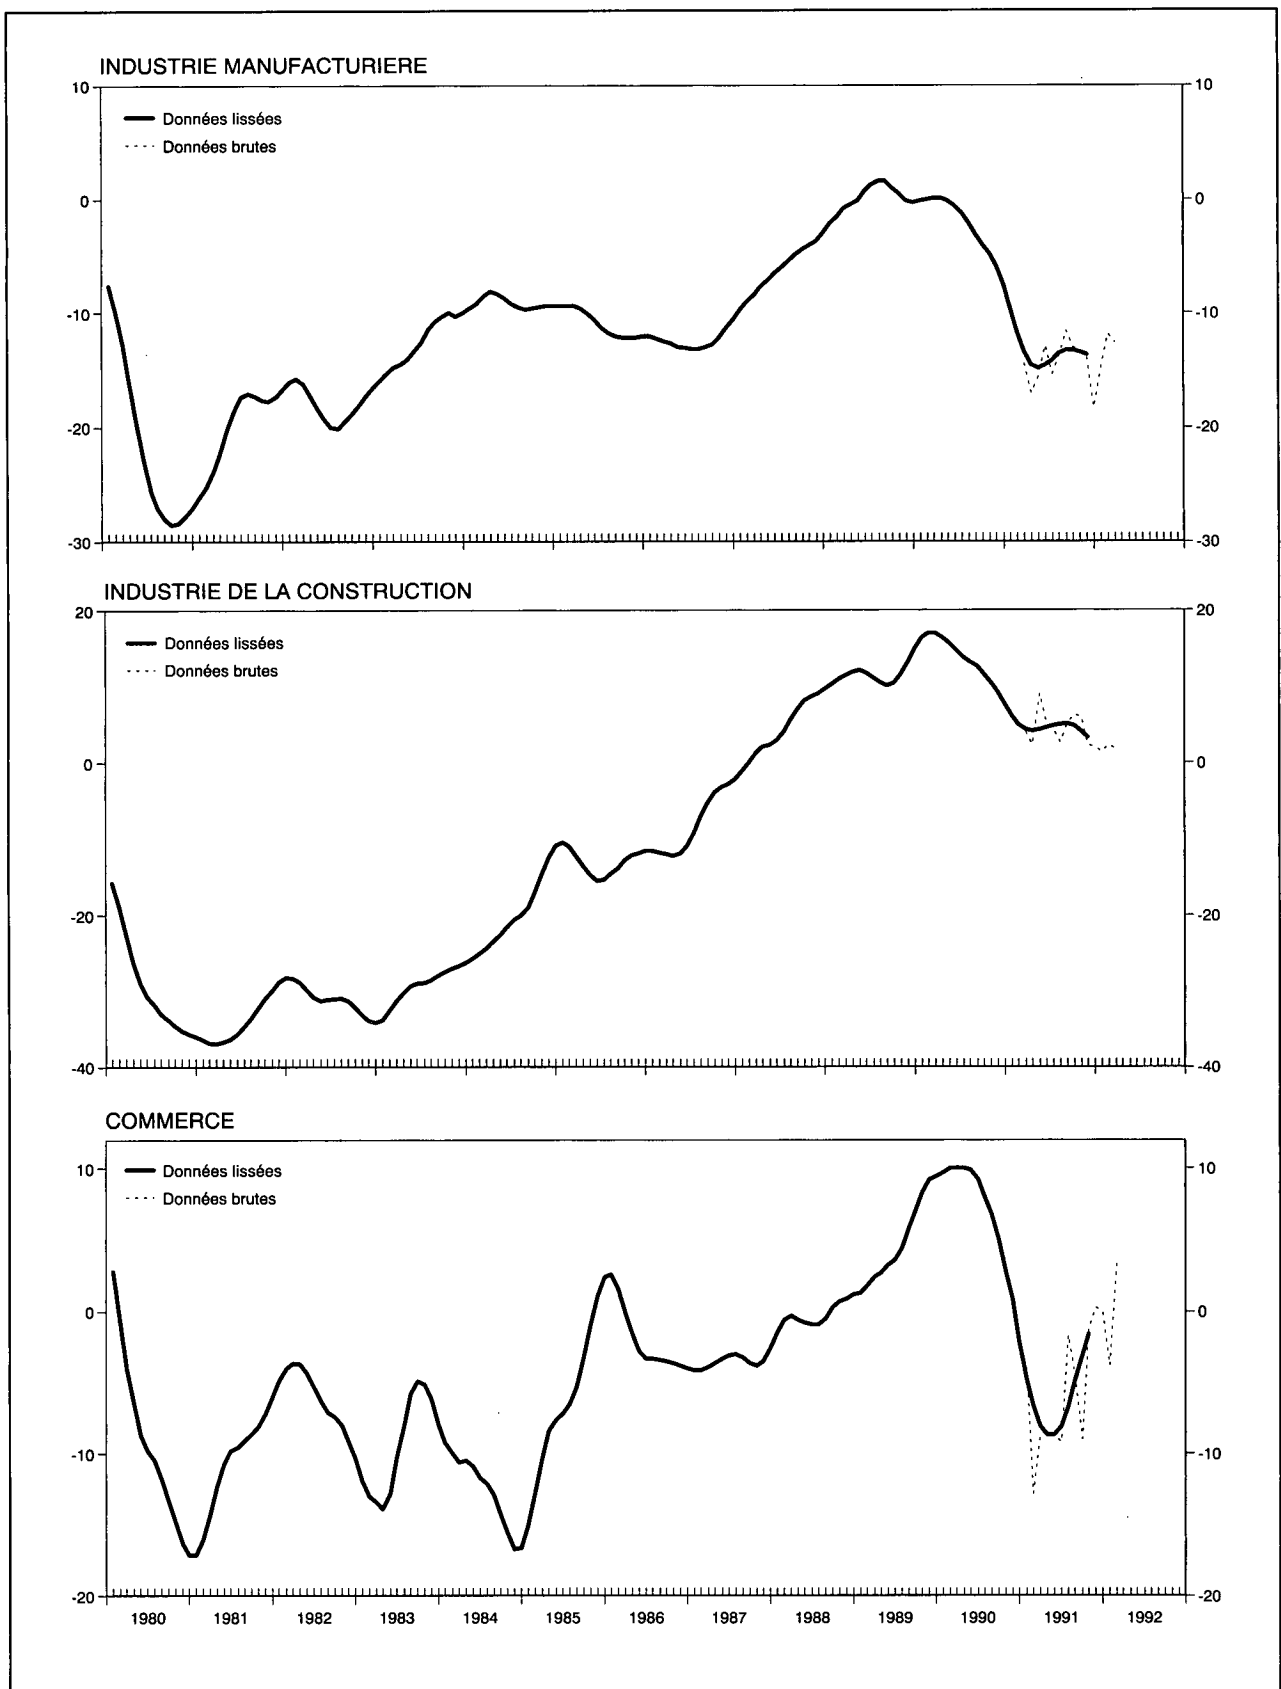 INDUSTRIE MANUFACTURIERE
10
10
Données lissées
Données brutes
0
0
-10
-10
-20
-20
-30
-30
INDUSTRIE DE LA CONSTRUCTION
20
20
Données lissées
Données brutes
0
0
-20
-20
-40
-40
COMMERCE
10
10
Données lissées
Données brutes
0
0
-10
-10
-20
-20
1980 1981 1982 1983 1984 1985 1986 1987 1988 1989 1990 1991 1992